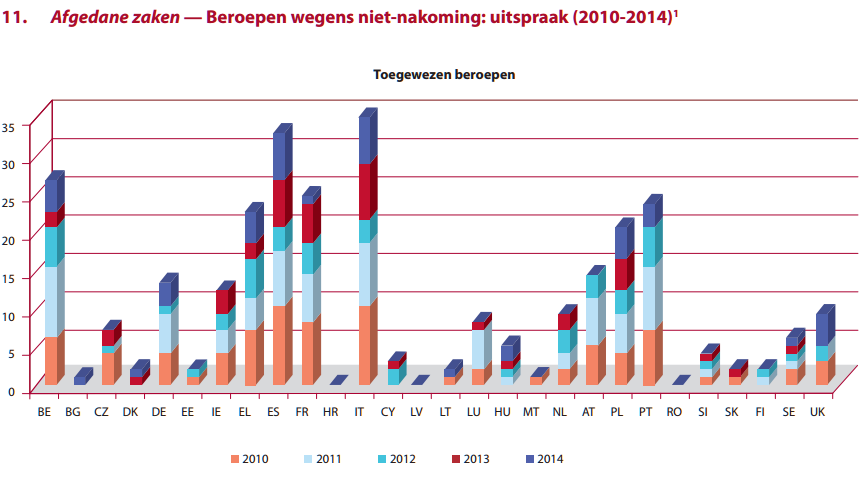 11. Afgedane zaken — Beroepen wegens niet-nakoming: uitspraak (2010-2014)¹
Toegewezen beroepen
35
30
25
20
15
10
5
0
BE BG CZ DK DE EE IE EL ES FR HR IT CY LV LT LU HU MT NL AT PL PT RO SI SK FI SE UK
2010 2011 2012 2013 2014